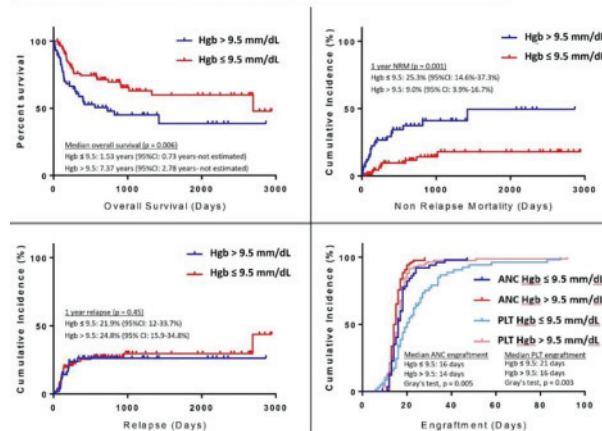 Hgb > 9.5 mm/dL
Hgb ≤ 9.5 mm/dL
Percent survival
100
50
0
Median overall survival (p = 0.006)
Hgb ≤ 9.5: 1.53 years (95%CI: 0.73 years-not estimated)
Hgb > 9.5: 7.37 years (95%CI: 2.78 years- not estimated)
0 1000 2000 3000
Overall Survival (Days)
Hgb > 9.5 mm/dL
Hgb ≤ 9.5 mm/dL
Cumulative Incidence (%)
100
50
0
1 year NRM (p = 0.001)
Hgb ≤ 9.5: 25.3% (95%CI: 14.6%-37.3%)
Hgb > 9.5: 9.0% (95%CI: 3.9%-16.7%)
0 1000 2000 3000
Non Relapse Mortality (Days)
Hgb > 9.5 mm/dL
Hgb ≤ 9.5 mm/dL
Cumulative Incidence (%)
100
50
0
1 year relapse (p = 0.45)
Hgb ≤ 9.5: 21.9% (95%CI: 12-33.7%)
Hgb > 9.5: 24.8% (95% CI: 15.9-34.8%)
0 1000 2000 3000
Relapse (Days)
Cumulative Incidence (%)
100
50
0
ANC Hgb ≤ 9.5 mm/dL
ANC Hgb > 9.5 mm/dL
PLT Hgb ≤ 9.5 mm/dL
PLT Hgb > 9.5 mm/dL
Median ANC engraftment
Hgb ≤ 9.5: 16 days
Hgb > 9.5: 14 days
Gray's test, p = 0.005
Median PLT engraftment
Hgb ≤ 9.5: 21 days
Hgb > 9.5: 16 days
Gray's test, p = 0.003
0 20 40 60 80 100
Engraftment (Days)